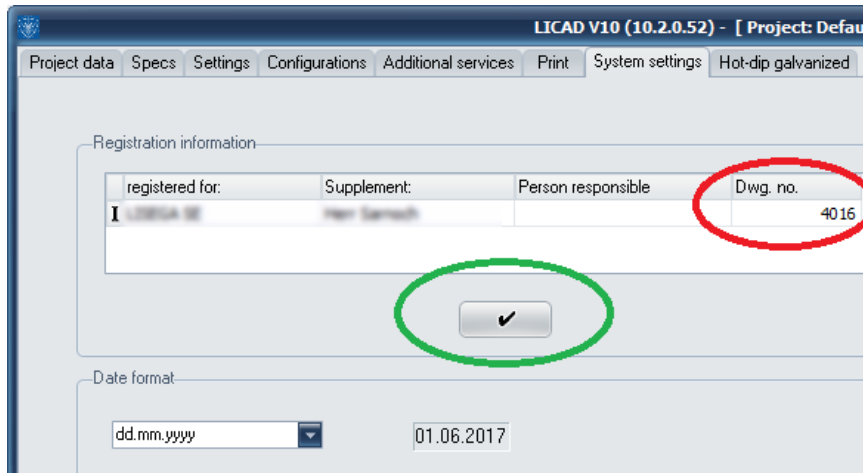 LICAD V10 (10.2.0.52) - [ Project: Defau
Project data Specs Settings Configurations Additional services Print System settings Hot-dip galvanized
Registration information
registered for: Supplement: Person responsible Dwg. no.
4016
Date format
dd.mm.yyyy 01.06.2017